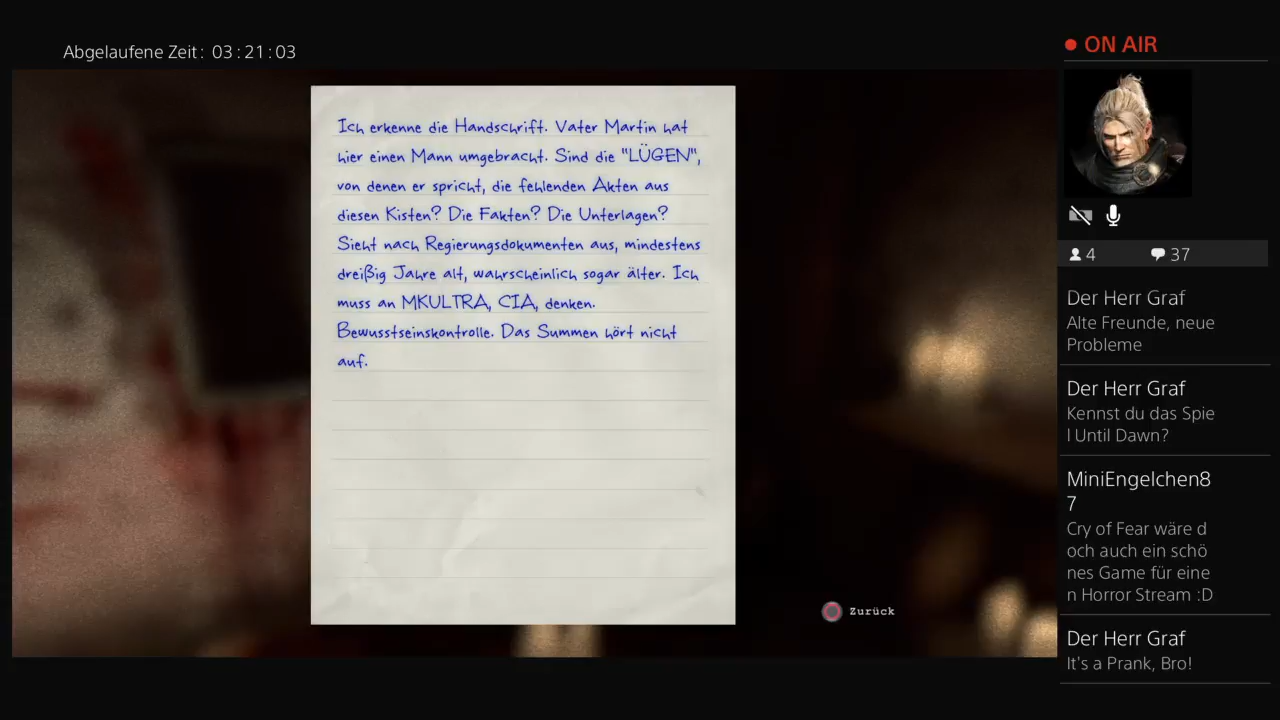 Abgelaufene Zeit: 03:21:03
Ich erkenne die Handschrift. Vater Martin hat
hier einen Mann umgebracht. Sind die "LÜGEN",
von denen er spricht, die fehlenden Akten aus
diesen Kisten? Die Fakten? Die Unterlagen?
Sieht nach Regierungsdokumenten aus, mindestens
dreißig Jahre alt, wahrscheinlich sogar älter. Ich
muss an MKULTRA, CIA, denken.
Bewusstseinskontrolle. Das Summen hört nicht
auf.
Zurück
ON AIR
4 37
Der Herr Graf
Alte Freunde, neue
Probleme
Der Herr Graf
Kennst du das Spie
l Until Dawn?
MiniEngelchen8
7
Cry of Fear wäre d
och auch ein schö
nes Game für eine
n Horror Stream :D
Der Herr Graf
It's a Prank, Bro!